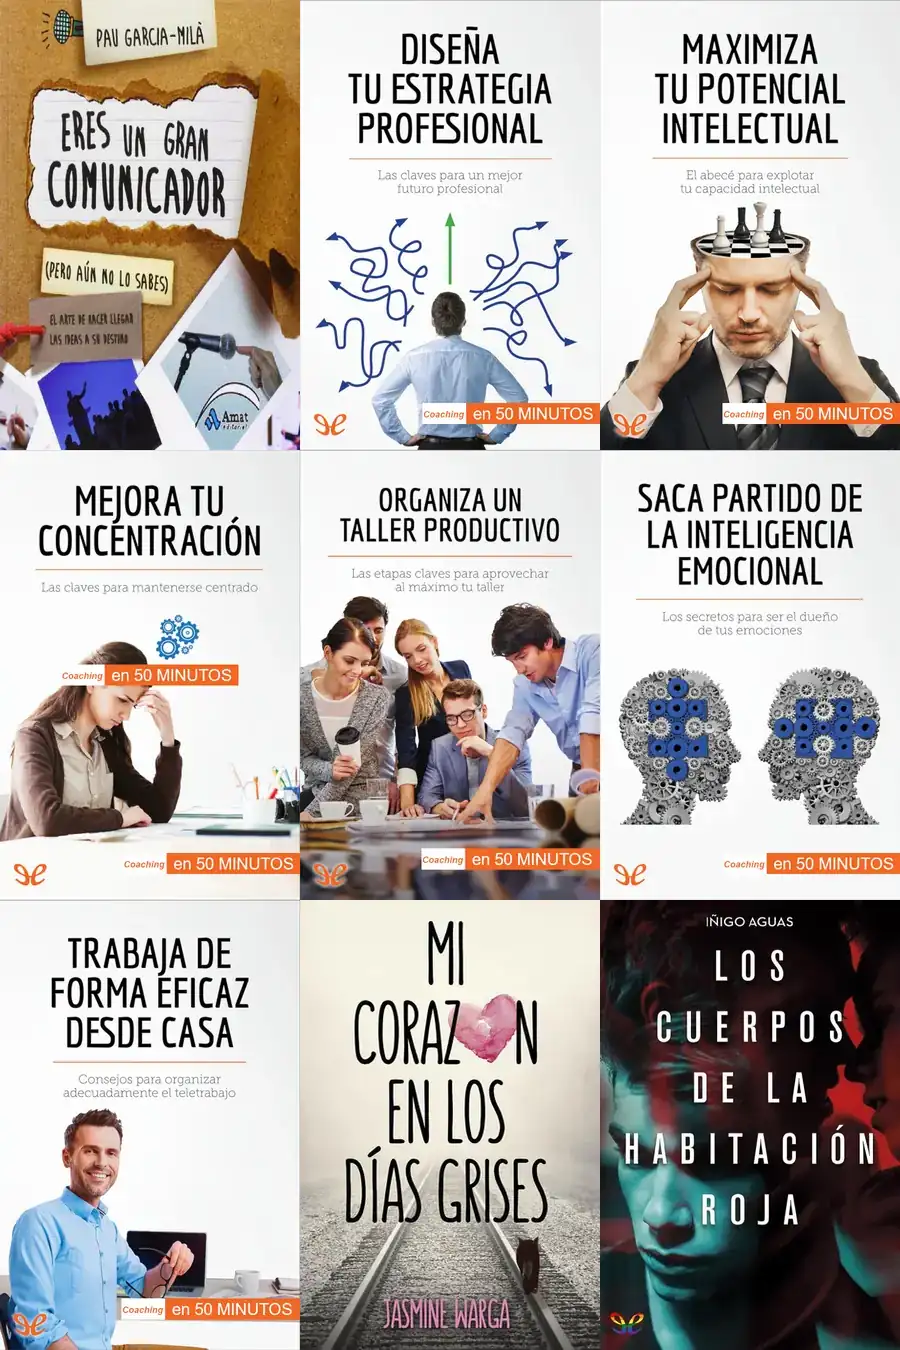 PAU GARCIA-MILÀ
ERES UN GRAN
COMUNICADOR
(PERO AÚN NO LO SABES)
EL ARTE DE HACER LLEGAR
LAS IDEAS A SU DESTINO
Amat
editorial
DISEÑA
TU ESTRATEGIA
PROFESIONAL
Las claves para un mejor
futuro profesional
Coaching en 50 MINUTOS
MAXIMIZA
TU POTENCIAL
INTELECTUAL
El abecé para explotar
tu capacidad intelectual
Coaching en 50 MINUTOS
MEJORA TU
CONCENTRACIÓN
Las claves para mantenerse centrado
Coaching en 50 MINUTOS
Coaching en 50 MINUTOS
ORGANIZA UN
TALLER PRODUCTIVO
Las etapas claves para aprovechar
al máximo tu taller
Coaching en 50 MINUTOS
SACA PARTIDO DE
LA INTELIGENCIA
EMOCIONAL
Los secretos para ser el dueño
de tus emociones
Coaching en 50 MINUTOS
TRABAJA DE
FORMA EFICAZ
DESDE CASA
Consejos para organizar
adecuadamente el teletrabajo
Coaching en 50 MINUTOS
MI
CORAZ N
EN LOS
DÍAS GRISES
JASMINE WARGA
IÑIGO AGUAS
LOS
CUERPOS
DE LA
HABITACIÓN
ROJA